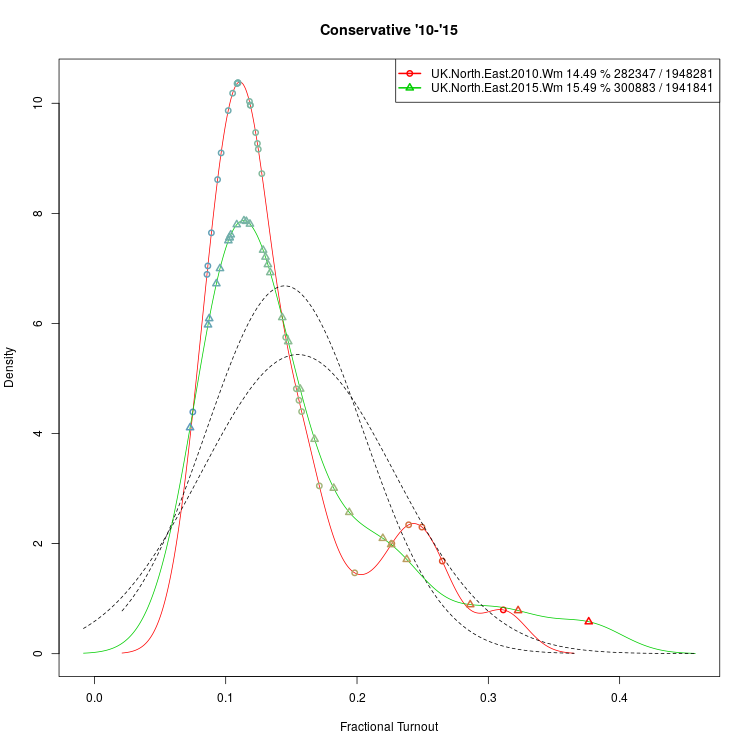 Conservative '10-'15
UK.North.East.2010.Wm 14.49 % 282347 / 1948281
UK.North.East.2015.Wm 15.49 % 300883 / 1941841
Density
10
8
6
4
2
0
0.0 0.1 0.2 0.3 0.4
Fractional Turnout